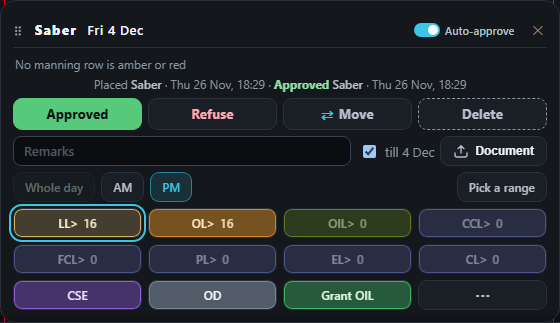 Saber Fri 4 Dec Auto-approve
No manning row is amber or red
Placed Saber · Thu 26 Nov, 18:29 · Approved Saber · Thu 26 Nov, 18:29
Approved Refuse Move Delete
Remarks till 4 Dec Document
Whole day AM PM Pick a range
LL> 16 OL> 16 OIL> 0 CCL> 0
FCL> 0 PL> 0 EL> 0 CL> 0
CSE OD Grant OIL ---